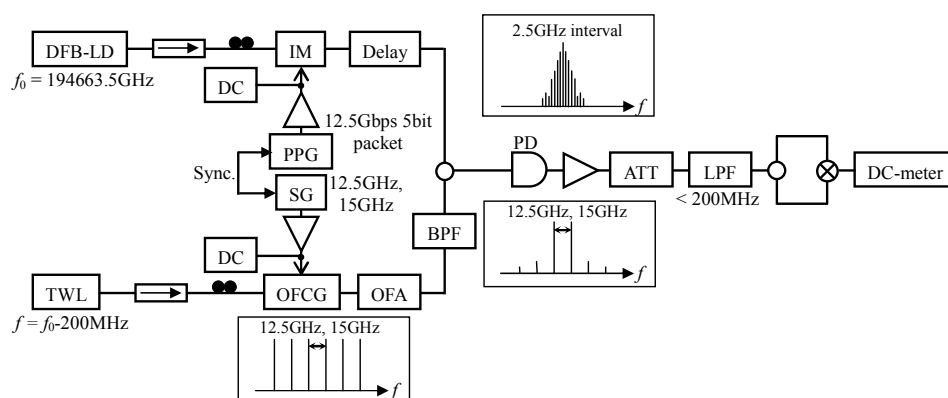 DFB-LD
IM
Delay
f₀ = 194663.5GHz
DC
12.5Gbps 5bit
packet
PPG
Sync.
SG
12.5GHz,
15GHz
DC
TWL
OFCG
OFA
f = f₀-200MHz
12.5GHz, 15GHz
f
BPF
2.5GHz interval
f
PD
ATT
LPF
< 200MHz
DC-meter
12.5GHz, 15GHz
f